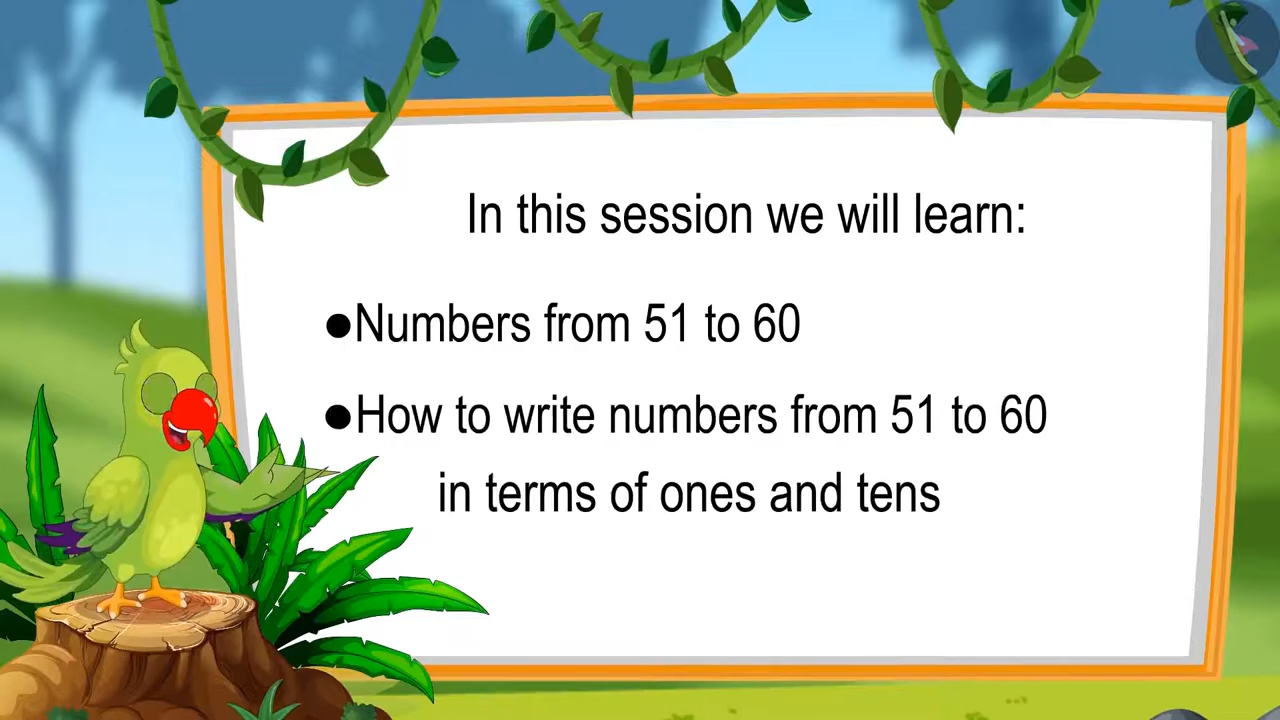 In this session we will learn:
●Numbers from 51 to 60
●How to write numbers from 51 to 60
in terms of ones and tens